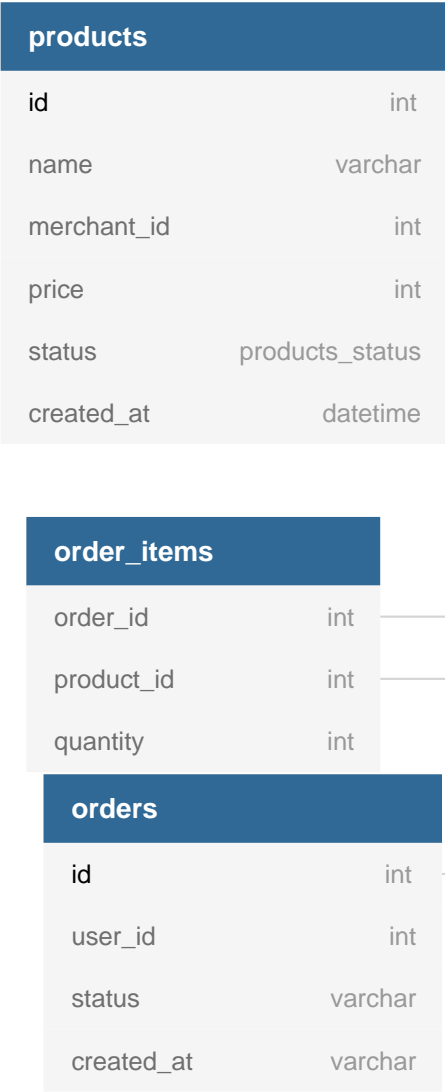 products
id int
name varchar
merchant_id int
price int
status products_status
created_at datetime
order_items
order_id int
product_id int
quantity int
orders
id int
user_id int
status varchar
created_at varchar